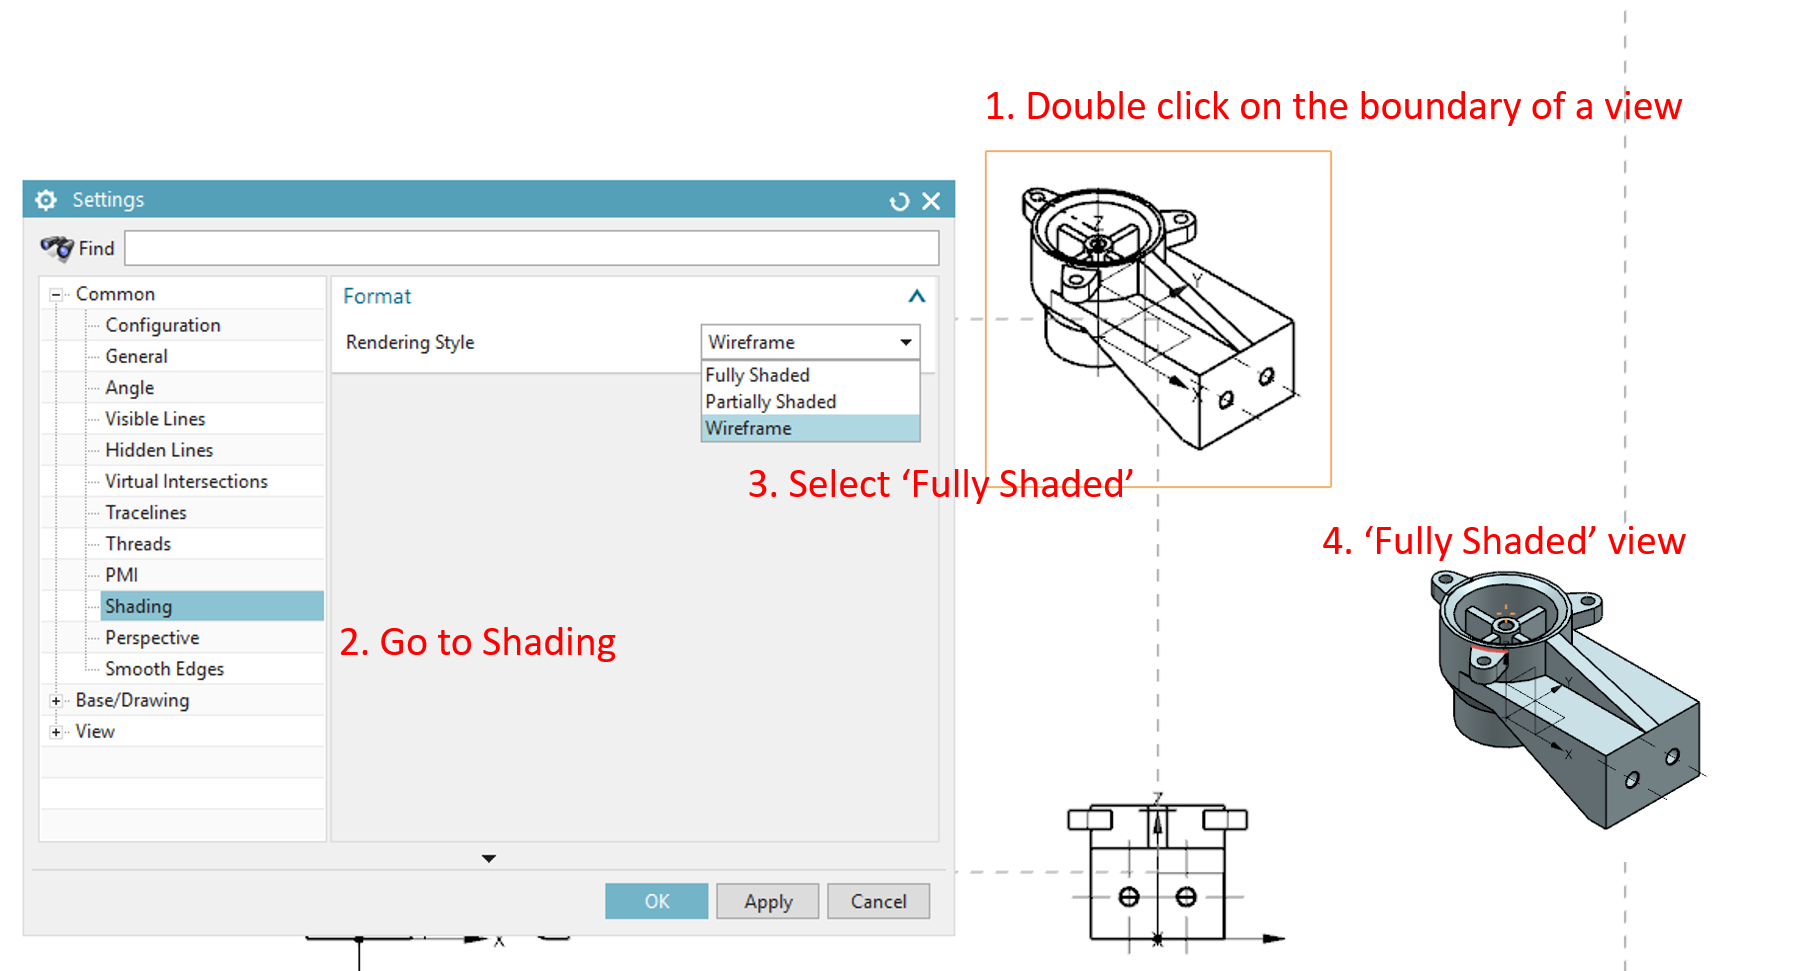 1. Double click on the boundary of a view
Settings
Find
Common
Configuration
General
Angle
Visible Lines
Hidden Lines
Virtual Intersections
Tracelines
Threads
PMI
Shading
Perspective
Smooth Edges
Base/Drawing
View
Format
Rendering Style
Wireframe
Fully Shaded
Partially Shaded
Wireframe
Z
Y
X
3. Select ‘Fully Shaded’
2. Go to Shading
4. ‘Fully Shaded’ view
Y
X
Z
X
OK
Apply
Cancel
X